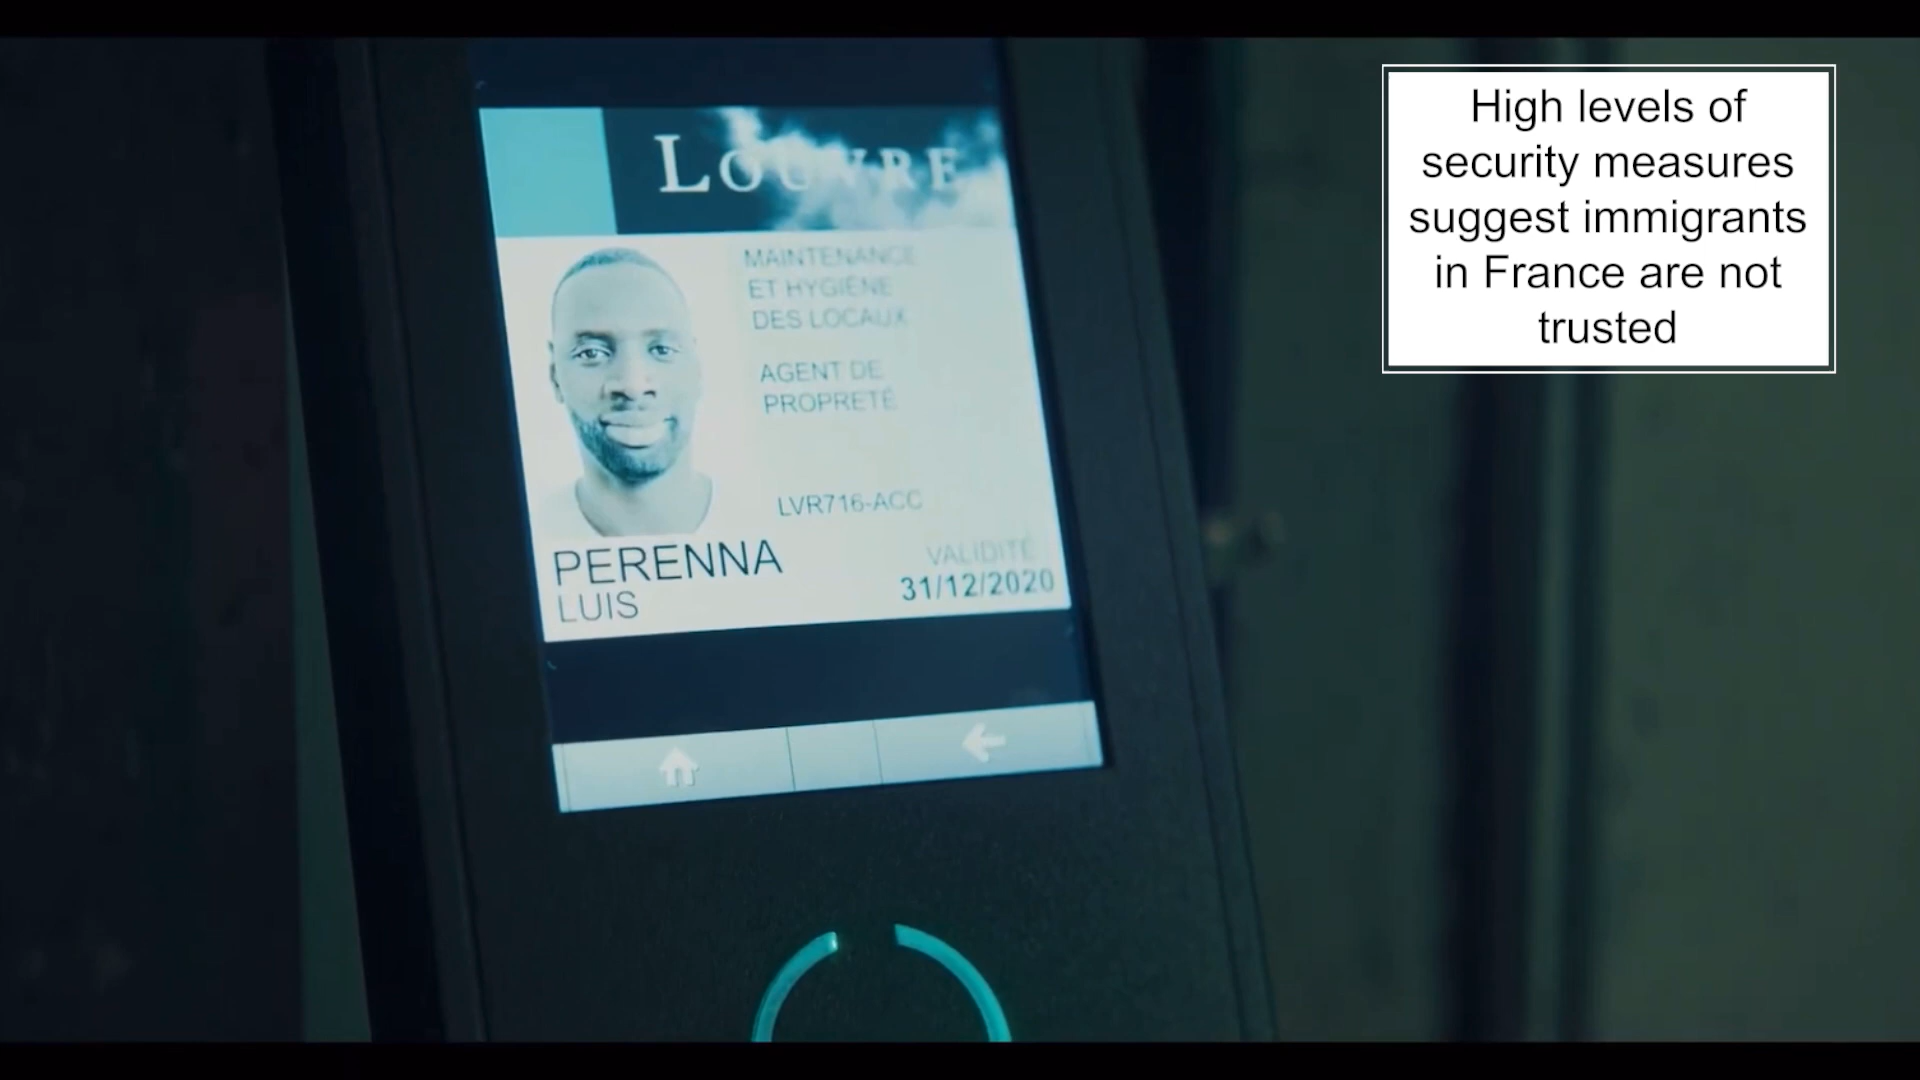 LOUVRE
MAINTENANCE
ET HYGIÈNE
DES LOCAUX
AGENT DE
PROPRETÉ
LVR716-ACC
PERENNA
LUIS
VALIDITÉ
31/12/2020
High levels of
security measures
suggest immigrants
in France are not
trusted